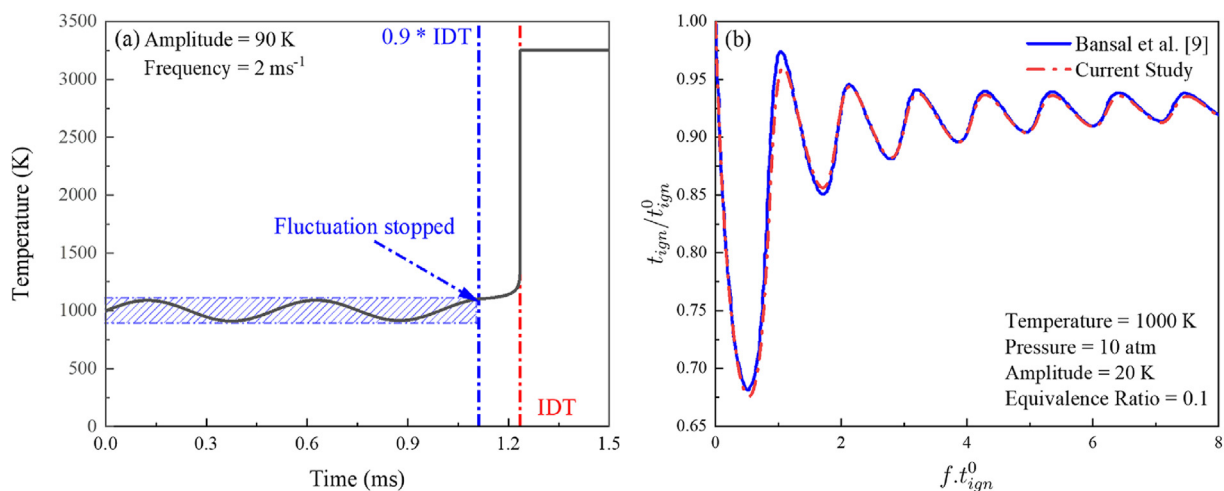 (a) Amplitude = 90 K
Frequency = 2 ms⁻¹
0.9 * IDT
Fluctuation stopped
IDT
Temperature (K)
3500
3000
2500
2000
1500
1000
500
0
0.0 0.3 0.6 0.9 1.2 1.5
Time (ms)
(b)
Bansal et al. [9]
Current Study
Temperature = 1000 K
Pressure = 10 atm
Amplitude = 20 K
Equivalence Ratio = 0.1
t_ign/t⁰_ign
1.00
0.95
0.90
0.85
0.80
0.75
0.70
0.65
0 2 4 6 8
f.t⁰_ign